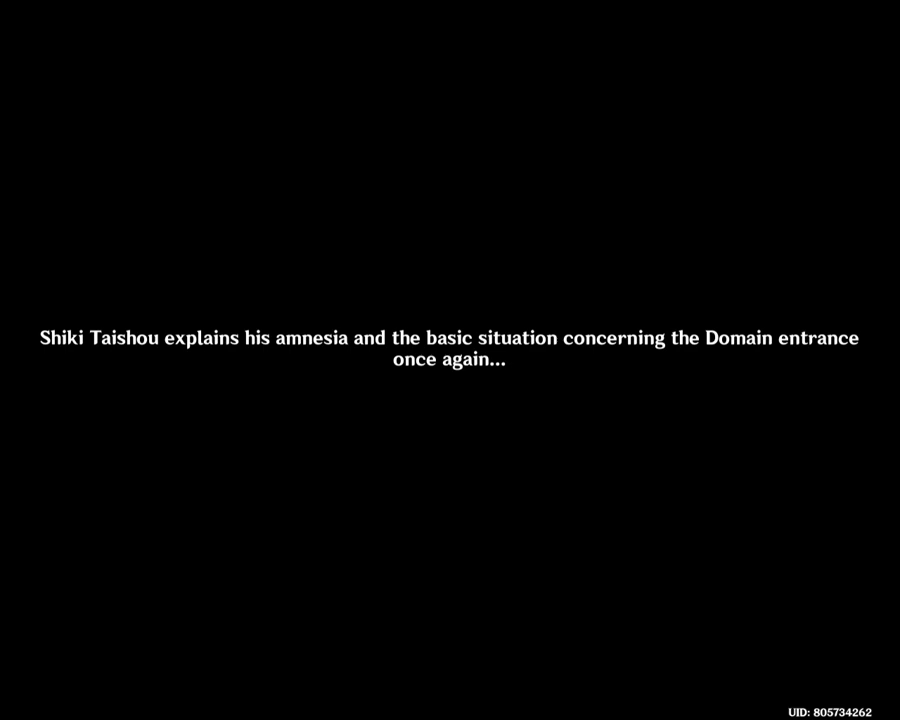 Shiki Taishou explains his amnesia and the basic situation concerning the Domain entrance
once again...
UID: 805734262